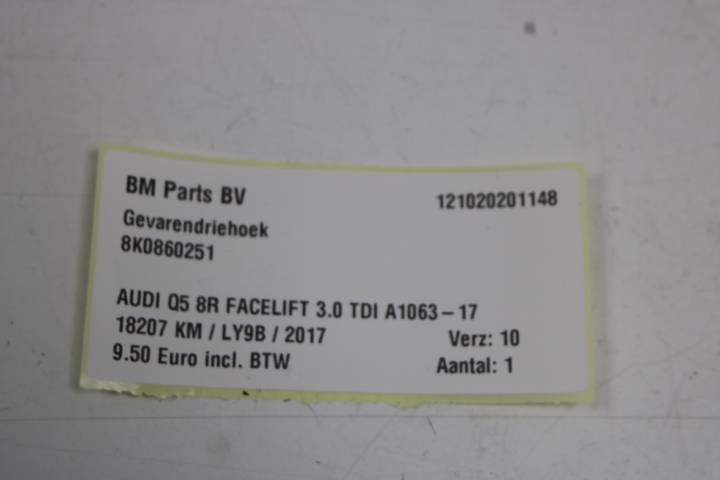 BM Parts BV 121020201148
Gevarendriehoek
8K0860251
AUDI Q5 8R FACELIFT 3.0 TDI A1063-17
18207 KM / LY9B / 2017 Verz: 10
9.50 Euro incl. BTW Aantal: 1